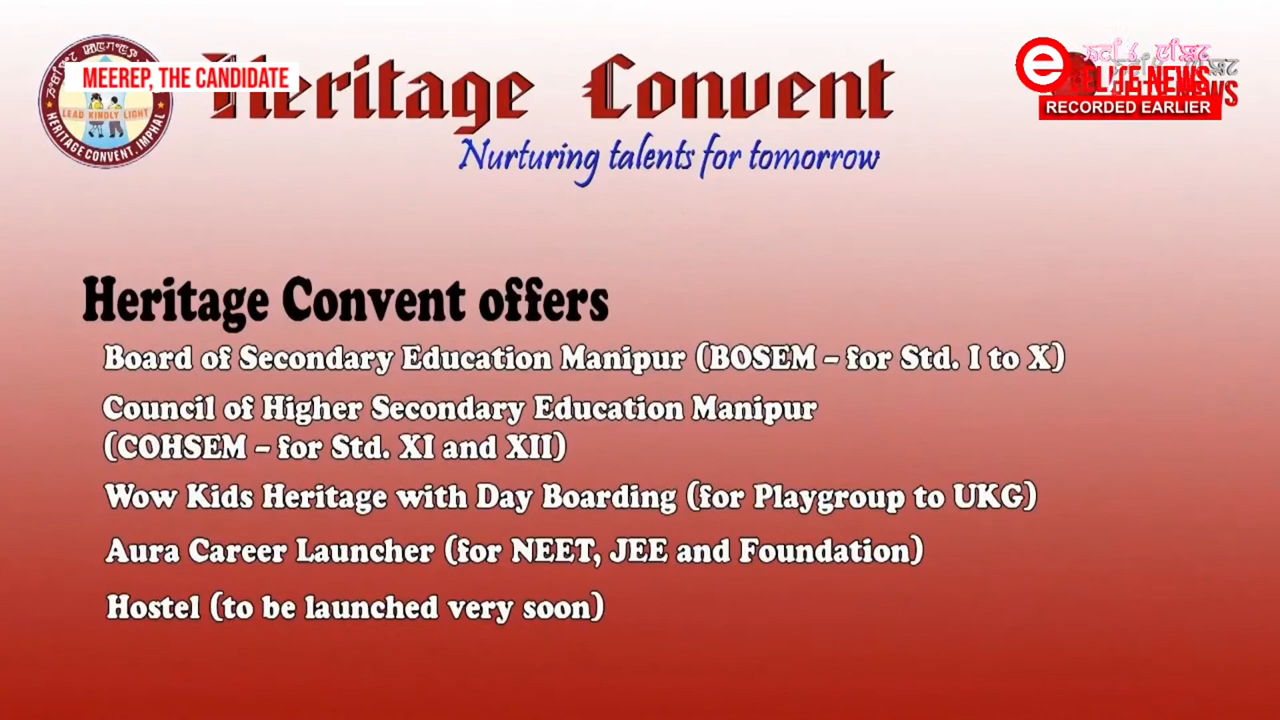 MEEREP, THE CANDIDATE
Heritage Convent
Nurturing talents for tomorrow
LEAD KINDLY LIGHT
HERITAGE CONVENT, IMPHAL
NEWS
RECORDED EARLIER
Heritage Convent offers
Board of Secondary Education Manipur (BOSEM – for Std. I to X)
Council of Higher Secondary Education Manipur
(COHSEM – for Std. XI and XII)
Wow Kids Heritage with Day Boarding (for Playgroup to UKG)
Aura Career Launcher (for NEET, JEE and Foundation)
Hostel (to be launched very soon)